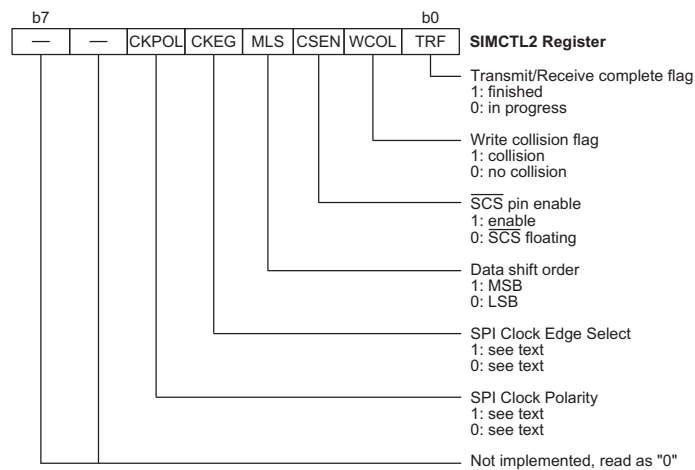 b7 b0
— — CKPOL CKEG MLS CSEN WCOL TRF SIMCTL2 Register
Transmit/Receive complete flag
1: finished
0: in progress
Write collision flag
1: collision
0: no collision
SCS pin enable
1: enable
0: SCS floating
Data shift order
1: MSB
0: LSB
SPI Clock Edge Select
1: see text
0: see text
SPI Clock Polarity
1: see text
0: see text
Not implemented, read as "0"